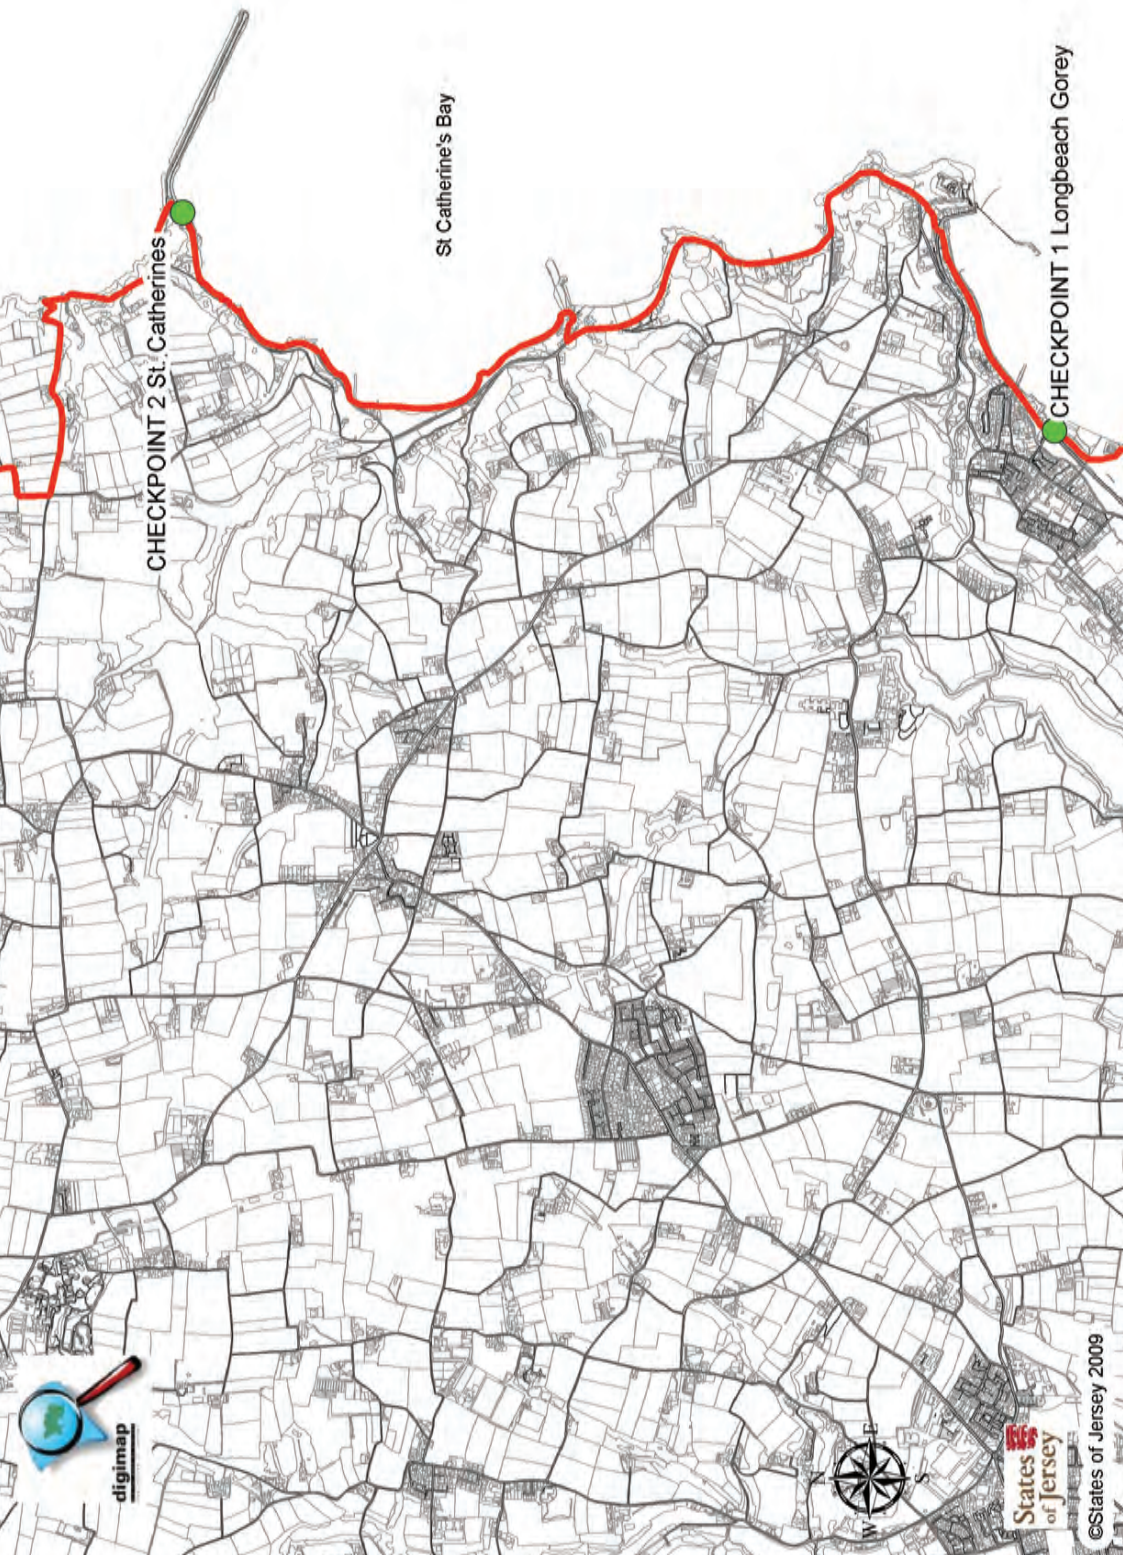 CHECKPOINT 2 St. Catherines
St Catherine's Bay
CHECKPOINT 1 Longbeach Gorey
digimap
N
W
E
S
States
of Jersey
©States of Jersey 2009